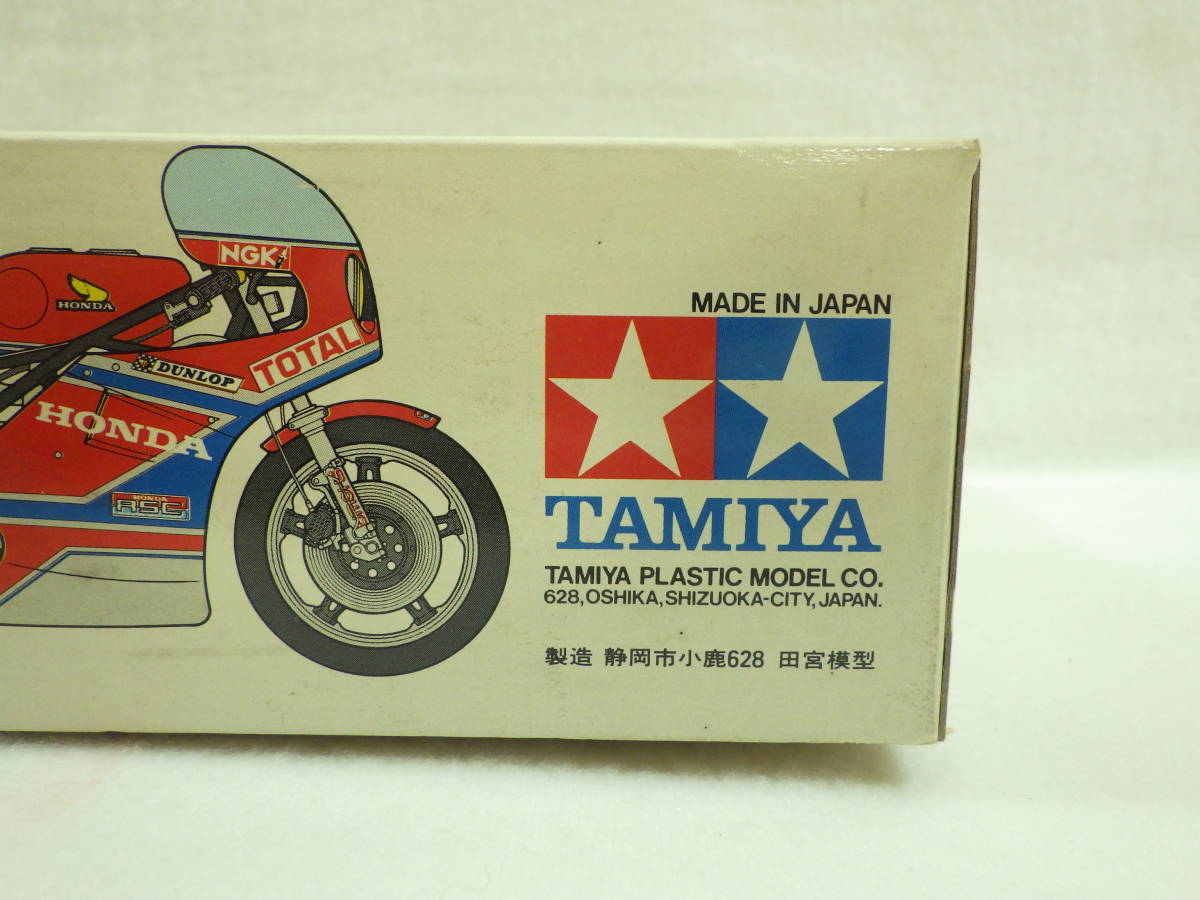 NGK
HONDA
TOTAL
DUNLOP
HONDA
HONDA
RSC
MADE IN JAPAN
TAMIYA
TAMIYA PLASTIC MODEL CO.
628, OSHIKA, SHIZUOKA-CITY, JAPAN.
製造 静岡市小鹿628 田宮模型